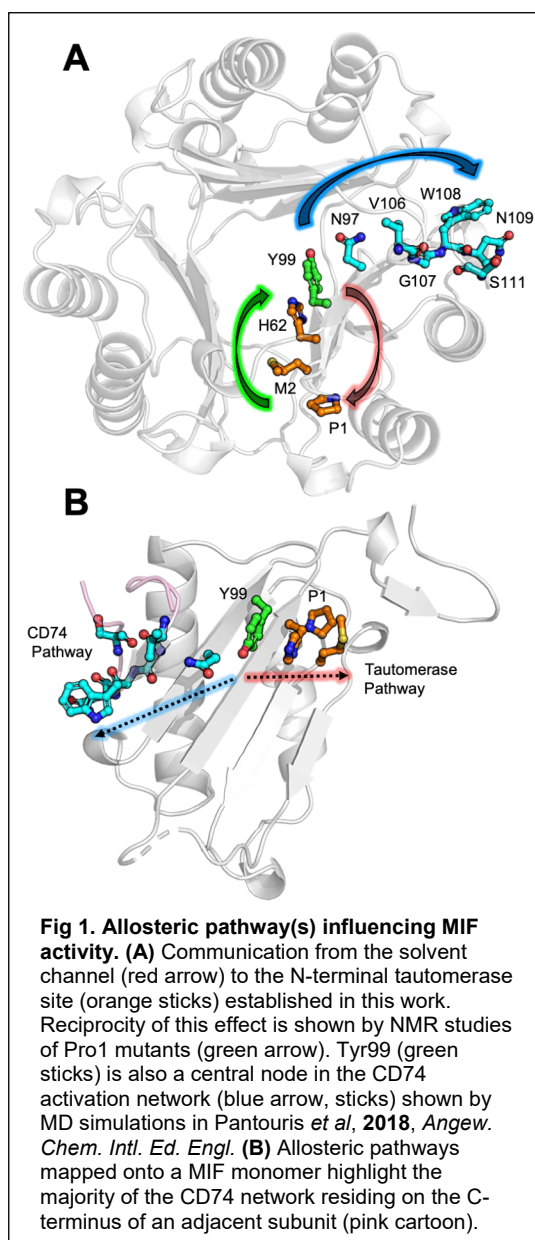 A
V106
W108
N97
N109
Y99
G107
S111
H62
M2
P1
B
Y99
P1
CD74
Pathway
Tautomerase
Pathway
Fig 1. Allosteric pathway(s) influencing MIF
activity. (A) Communication from the solvent
channel (red arrow) to the N-terminal tautomerase
site (orange sticks) established in this work.
Reciprocity of this effect is shown by NMR studies
of Pro1 mutants (green arrow). Tyr99 (green
sticks) is also a central node in the CD74
activation network (blue arrow, sticks) shown by
MD simulations in Pantouris et al, 2018, Angew.
Chem. Intl. Ed. Engl. (B) Allosteric pathways
mapped onto a MIF monomer highlight the
majority of the CD74 network residing on the C-
terminus of an adjacent subunit (pink cartoon).